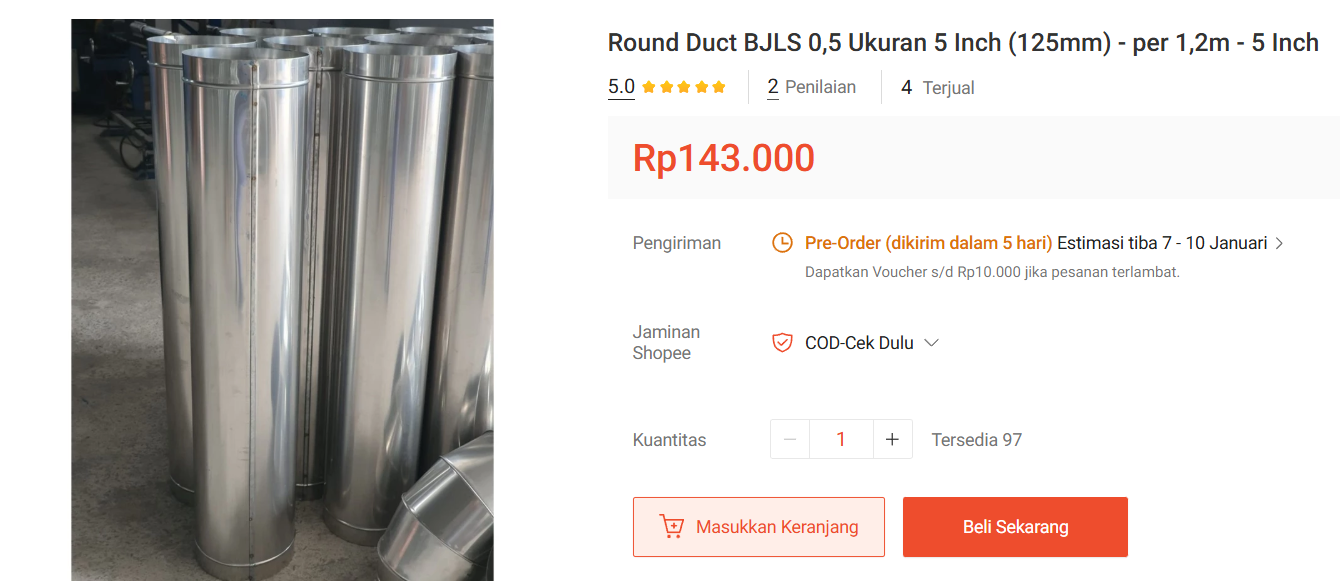 Round Duct BJLS 0,5 Ukuran 5 Inch (125mm) - per 1,2m - 5 Inch
5.0 2 Penilaian 4 Terjual
Rp143.000
Pengiriman Pre-Order (dikirim dalam 5 hari) Estimasi tiba 7 - 10 Januari
Dapatkan Voucher s/d Rp10.000 jika pesanan terlambat.
Jaminan
Shopee
COD-Cek Dulu
Kuantitas 1 Tersedia 97
Masukkan Keranjang Beli Sekarang